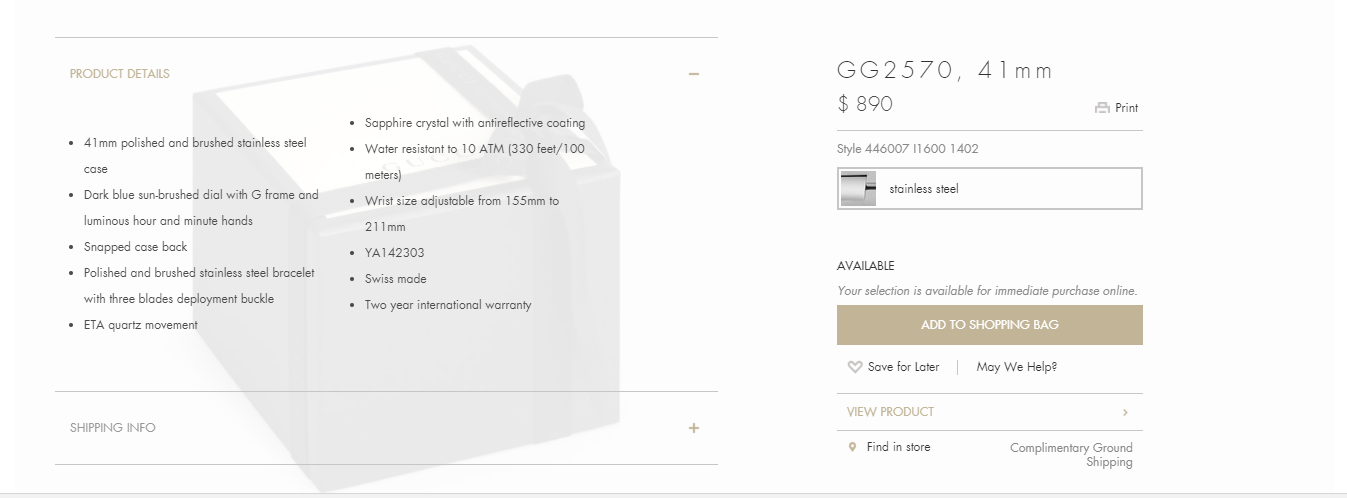 PRODUCT DETAILS
41mm polished and brushed stainless steel
case
Dark blue sun-brushed dial with G frame and
luminous hour and minute hands
Snapped case back
Polished and brushed stainless steel bracelet
with three blades deployment buckle
ETA quartz movement
Sapphire crystal with antireflective coating
Water resistant to 10 ATM (330 feet/100
meters)
Wrist size adjustable from 155mm to
211mm
YA142303
Swiss made
Two year international warranty
SHIPPING INFO
GG2570, 41mm
$ 890
Print
Style 446007 I1600 1402
stainless steel
AVAILABLE
Your selection is available for immediate purchase online.
ADD TO SHOPPING BAG
Save for Later
May We Help?
VIEW PRODUCT
Find in store
Complimentary Ground
Shipping